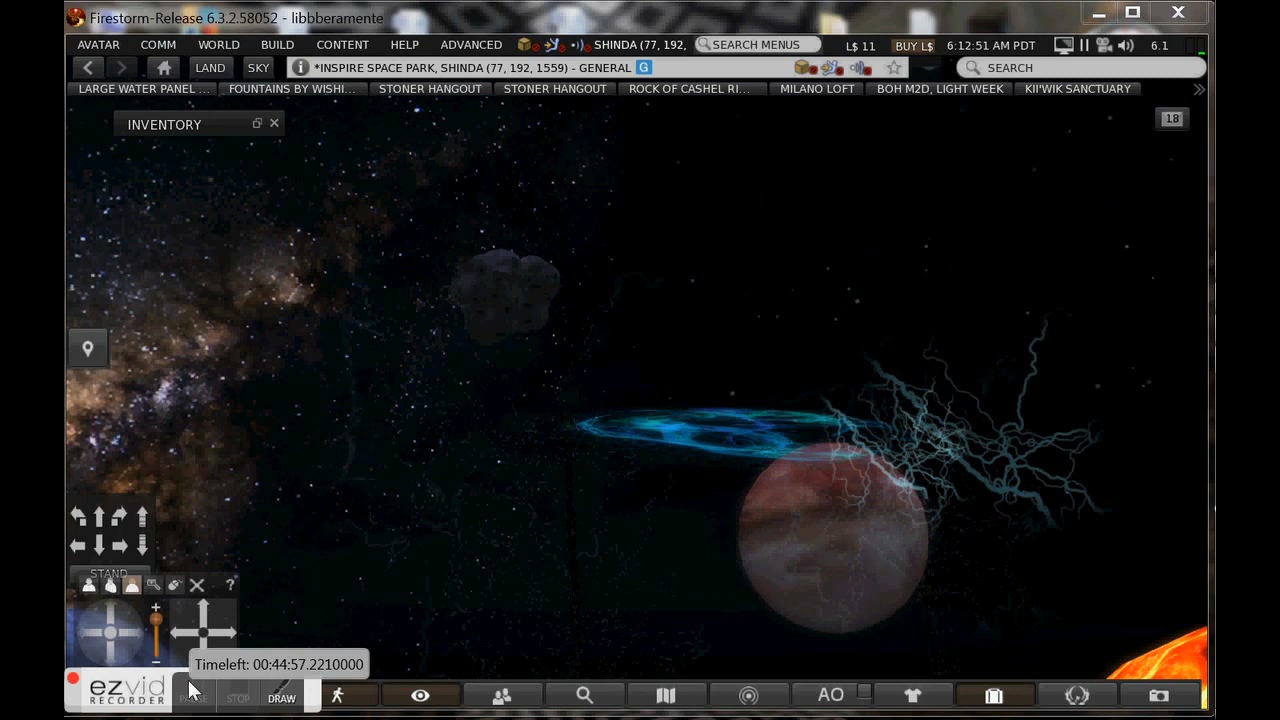 Firestorm-Release 6.3.2.58052 - libbberamente
AVATAR COMM WORLD BUILD CONTENT HELP ADVANCED SHINDA (77, 192, SEARCH MENUS L$ 11 BUY L$ 6:12:51 AM PDT 6.1
LAND SKY *INSPIRE SPACE PARK, SHINDA (77, 192, 1559) - GENERAL G SEARCH
LARGE WATER PANEL ... FOUNTAINS BY WISHI... STONER HANGOUT STONER HANGOUT ROCK OF CASHEL RI... MILANO LOFT BOH M2D, LIGHT WEEK KII'WIK SANCTUARY
INVENTORY
18
STAND
?
Timeleft: 00:44:57.2210000
ezvid
RECORDER
PAUSE STOP DRAW AO